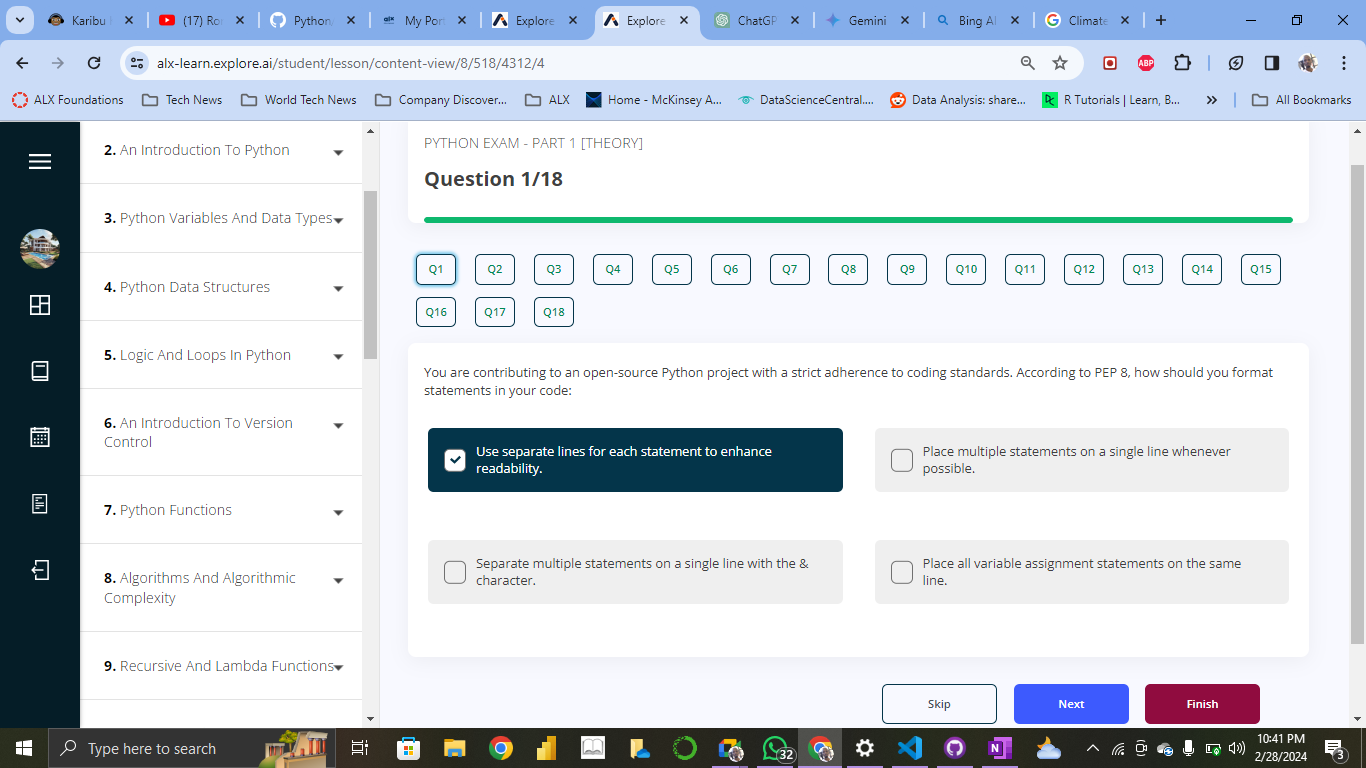 Karibu
(17) Ro
Python
My Por
Explore
Explore
ChatGP
Gemini
Bing AI
Climate
alx-learn.explore.ai/student/lesson/content-view/8/518/4312/4
ABP
ALX Foundations
Tech News
World Tech News
Company Discover...
ALX
Home - McKinsey A...
DataScienceCentral....
Data Analysis: share...
R Tutorials | Learn, B...
All Bookmarks
2. An Introduction To Python
3. Python Variables And Data Types
4. Python Data Structures
5. Logic And Loops In Python
6. An Introduction To Version
Control
7. Python Functions
8. Algorithms And Algorithmic
Complexity
9. Recursive And Lambda Functions
PYTHON EXAM - PART 1 [THEORY]
Question 1/18
Q1 Q2 Q3 Q4 Q5 Q6 Q7 Q8 Q9 Q10 Q11 Q12 Q13 Q14 Q15
Q16 Q17 Q18
You are contributing to an open-source Python project with a strict adherence to coding standards. According to PEP 8, how should you format
statements in your code:
Use separate lines for each statement to enhance
readability.
Place multiple statements on a single line whenever
possible.
Separate multiple statements on a single line with the &
character.
Place all variable assignment statements on the same
line.
Skip
Next
Finish
Type here to search
32
10:41 PM
2/28/2024
3